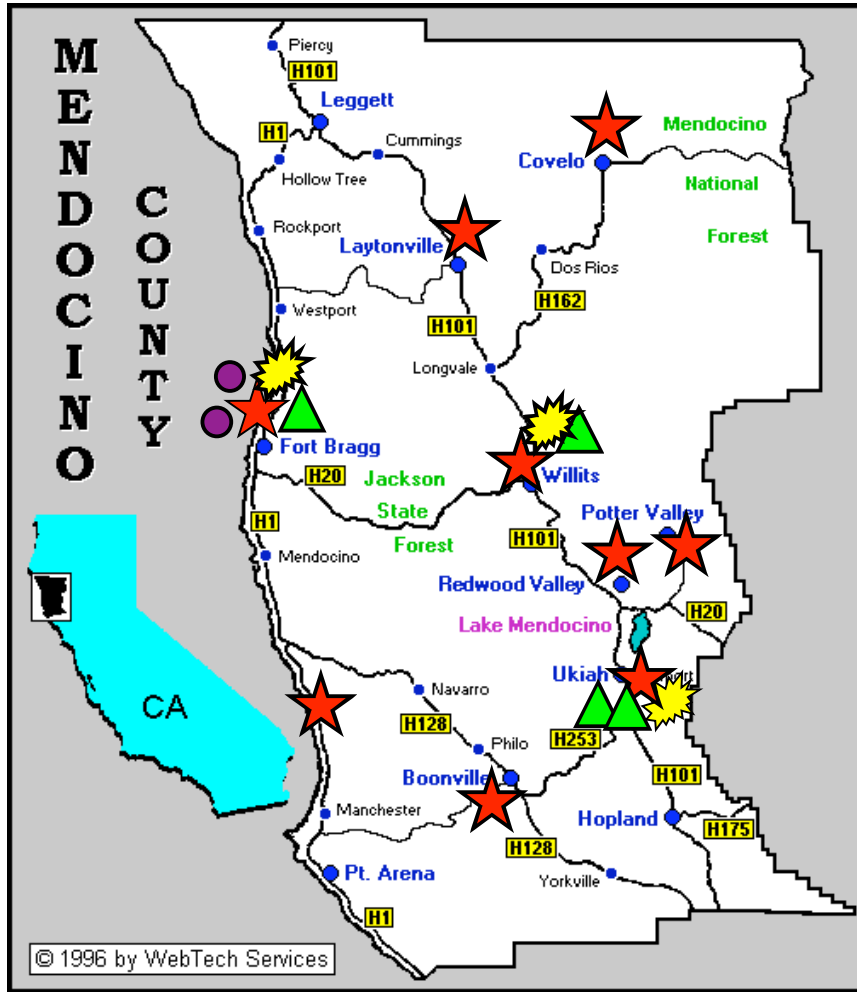 MENDOCINO
COUNTY
Piercy
H101
Leggett
H1
Cummings
Hollow Tree
Mendocino
Covelo
National
Rockport
Forest
Laytonville
Dos Rios
H162
Westport
H101
Longvale
Fort Bragg
H20
Jackson
State
Forest
Willits
H1
Potter Valley
H101
Mendocino
Redwood Valley
H20
Lake Mendocino
Ukiah
Navarro
H128
H253
Philo
H101
Boonville
Manchester
Hopland
H175
H128
Pt. Arena
Yorkville
H1
CA
© 1996 by WebTech Services